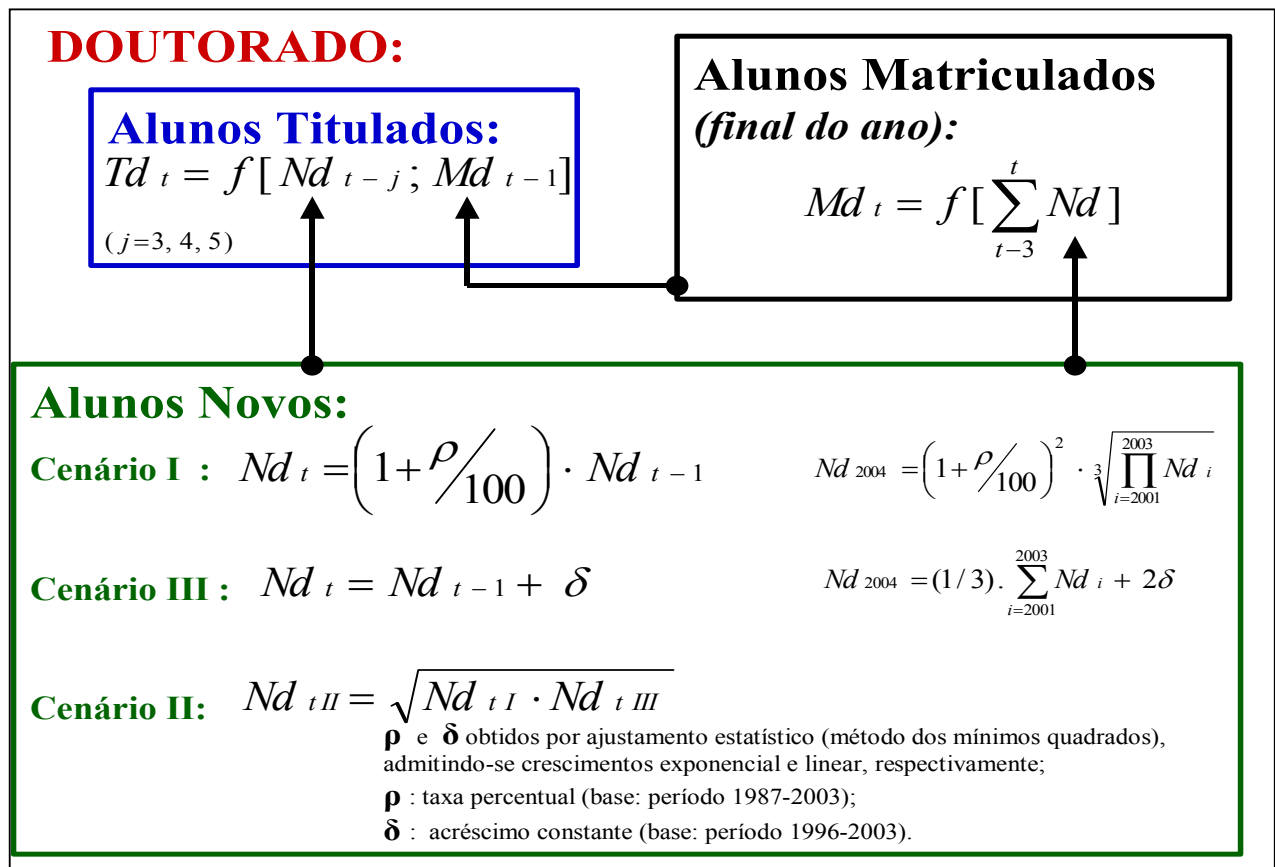 DOUTORADO:
Alunos Titulados:
Td t = f [ Nd t − j ; Md t − 1]
( j=3, 4, 5)
Alunos Matriculados
(final do ano):
Md t = f [ ∑ t t−3 Nd ]
Alunos Novos:
Cenário I : Nd t = (1+ ρ/100) · Nd t − 1
Nd 2004 = (1+ ρ/100)² · ∛∏ 2003 i=2001 Nd i
Cenário III : Nd t = Nd t − 1 + δ
Nd 2004 = (1 / 3). ∑ 2003 i=2001 Nd i + 2δ
Cenário II: Nd t II = √ Nd t I · Nd t III
ρ e δ obtidos por ajustamento estatístico (método dos mínimos quadrados),
admitindo-se crescimentos exponencial e linear, respectivamente;
ρ : taxa percentual (base: período 1987-2003);
δ : acréscimo constante (base: período 1996-2003).